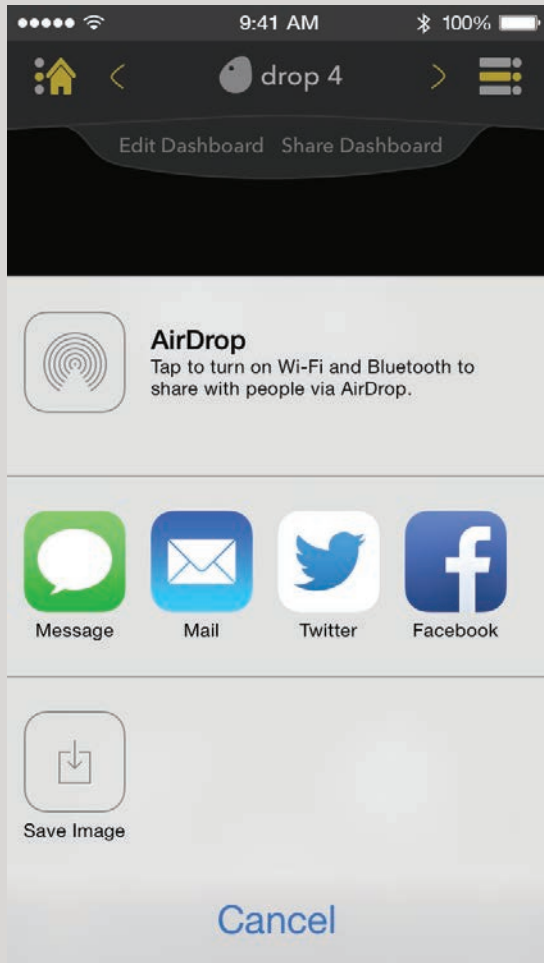 9:41 AM
100%
drop 4
Edit Dashboard Share Dashboard
AirDrop
Tap to turn on Wi-Fi and Bluetooth to
share with people via AirDrop.
Message Mail Twitter Facebook
Save Image
Cancel